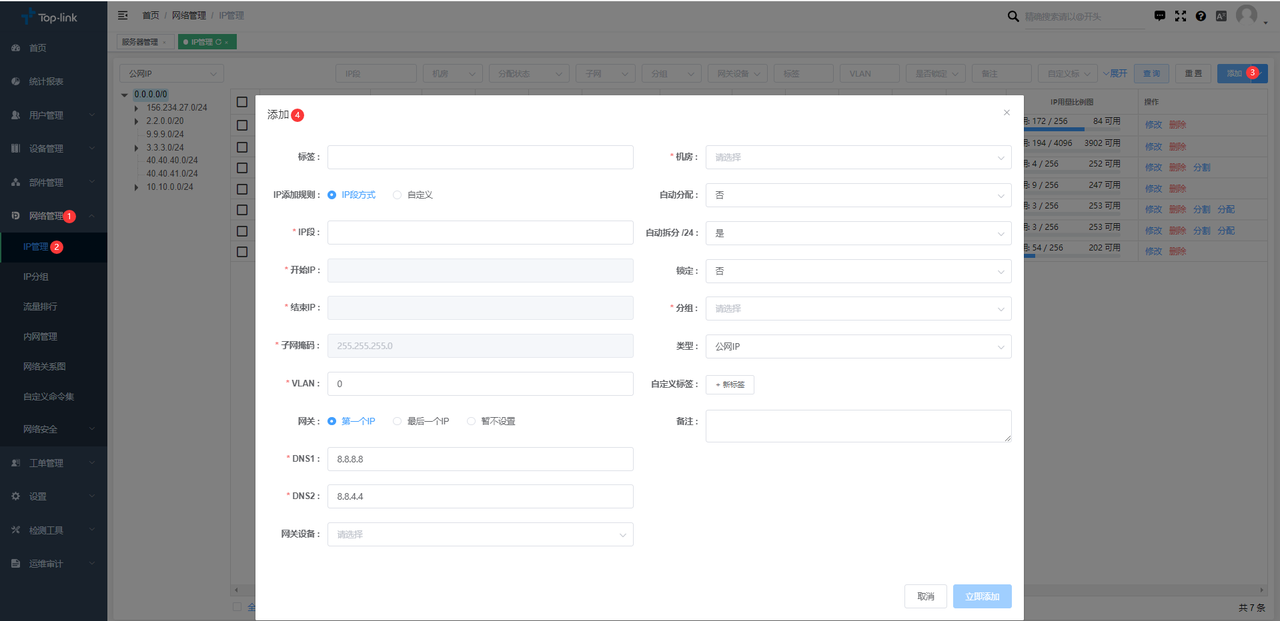 Top-link
首页 / 网络管理 / IP管理
精确搜索请以@开头
服务器管理
IP管理
首页
统计报表
用户管理
设备管理
部件管理
网络管理 1
IP管理 2
IP分组
流量排行
内网管理
网络关系图
自定义命令集
网络安全
工单管理
设置
检测工具
运维审计
公网IP
IP段
机房
分配状态
子网
分组
网关设备
标签
VLAN
是否锁定
备注
自定义标
展开
查询
重置
添加 3
0.0.0.0/0
156.234.27.0/24
2.2.0.0/20
9.9.9.0/24
3.3.3.0/24
40.40.40.0/24
40.40.41.0/24
10.10.0.0/24
IP用量比例图 操作
172 / 256 84 可用 修改 删除
194 / 4096 3902 可用 修改 删除
4 / 256 252 可用 修改 删除 分割
9 / 256 247 可用 修改 删除
3 / 256 253 可用 修改 删除 分割 分配
3 / 256 253 可用 修改 删除 分割 分配
54 / 256 202 可用 修改 删除
添加 4
标签：
IP添加规则： IP段方式 自定义
* IP段：
* 开始IP：
* 结束IP：
* 子网掩码： 255.255.255.0
* VLAN： 0
网关： 第一个IP 最后一个IP 暂不设置
* DNS1： 8.8.8.8
* DNS2： 8.8.4.4
网关设备： 请选择
* 机房： 请选择
自动分配： 否
自动拆分 /24： 是
锁定： 否
* 分组： 请选择
类型： 公网IP
自定义标签： + 新标签
备注：
取消
立即添加
共 7 条